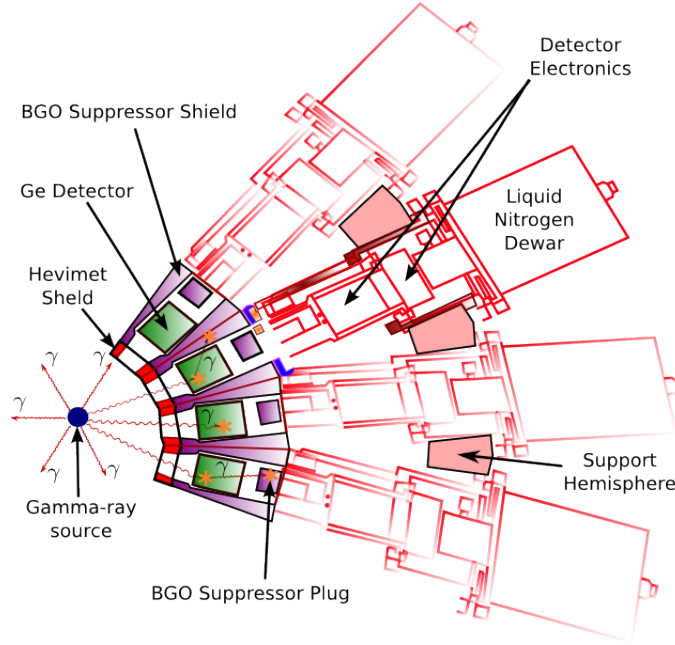 Detector
Electronics
BGO Suppressor Shield
Ge Detector
Liquid
Nitrogen
Dewar
Hevimet
Sheld
γ
γ
γ
γ
γ
γ
γ
γ
γ
Gamma-ray
source
Support
Hemisphere
BGO Suppressor Plug